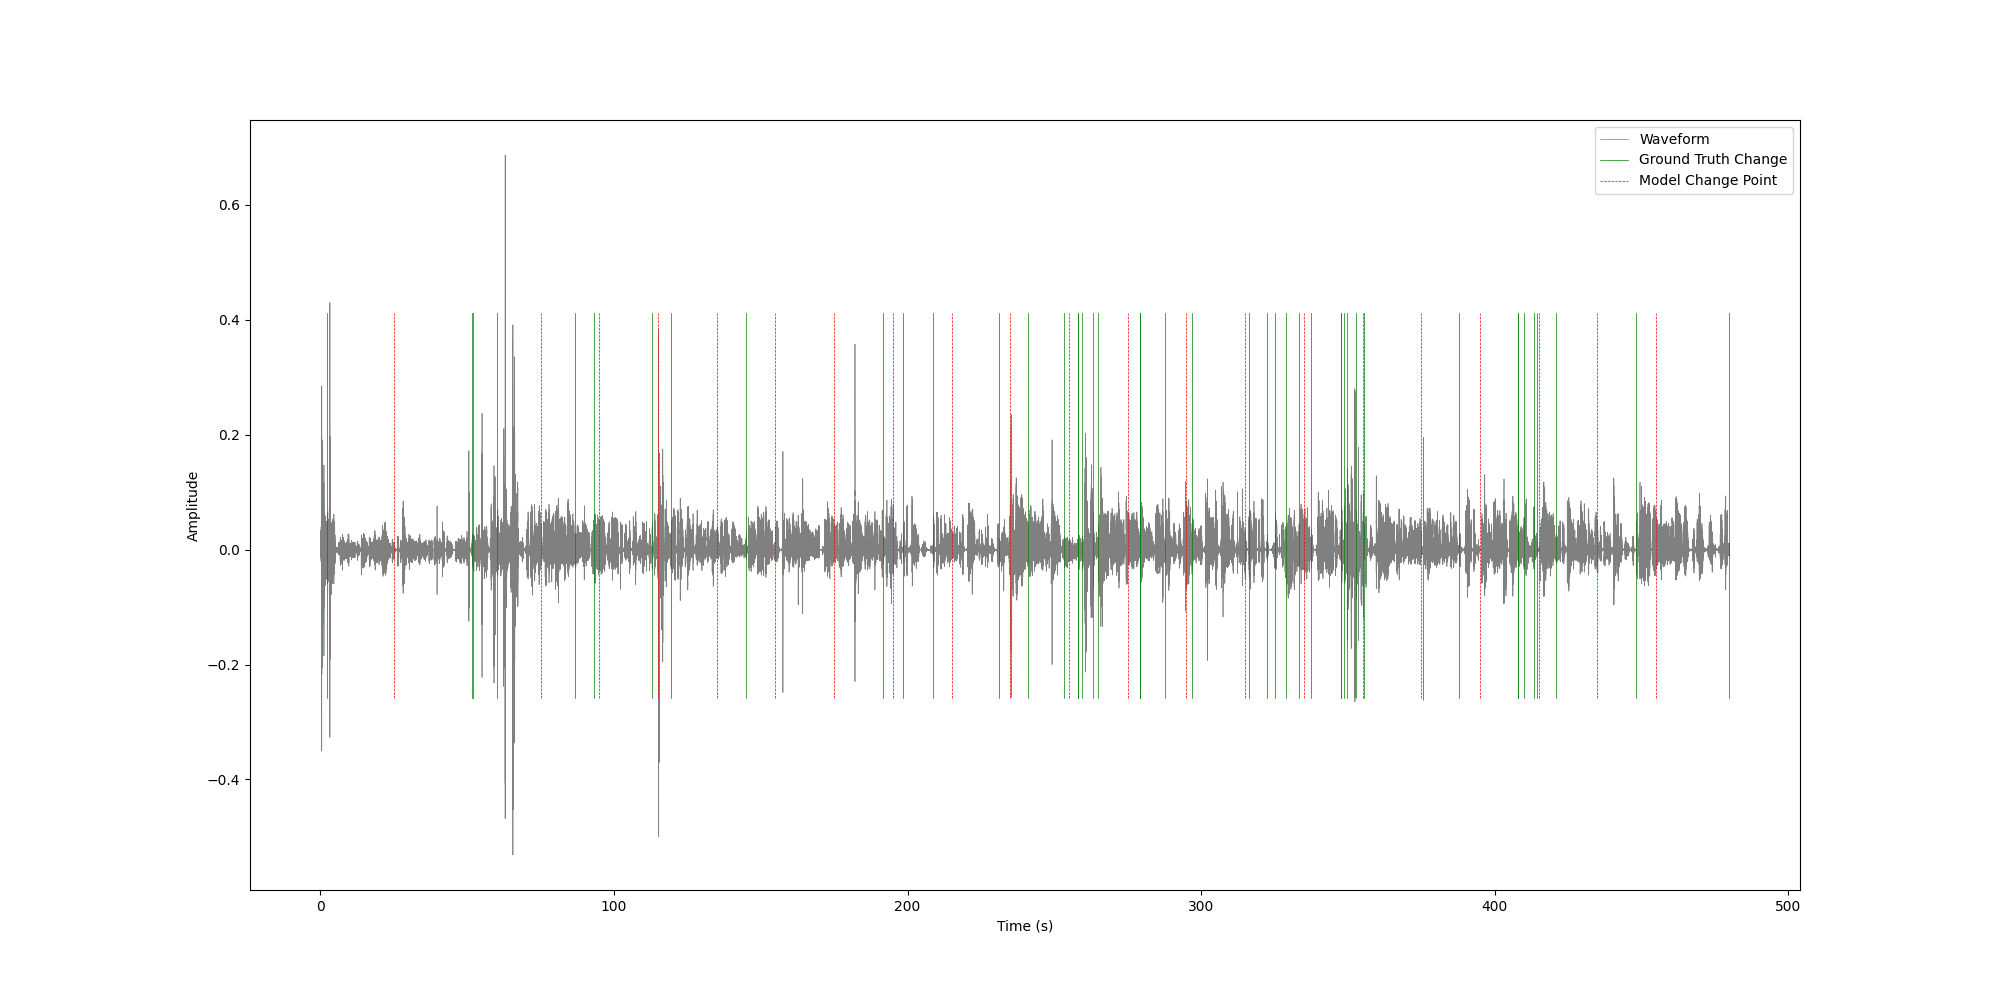 Waveform
Ground Truth Change
Model Change Point
0.6
0.4
0.2
0.0
−0.2
−0.4
Amplitude
0 100 200 300 400 500
Time (s)